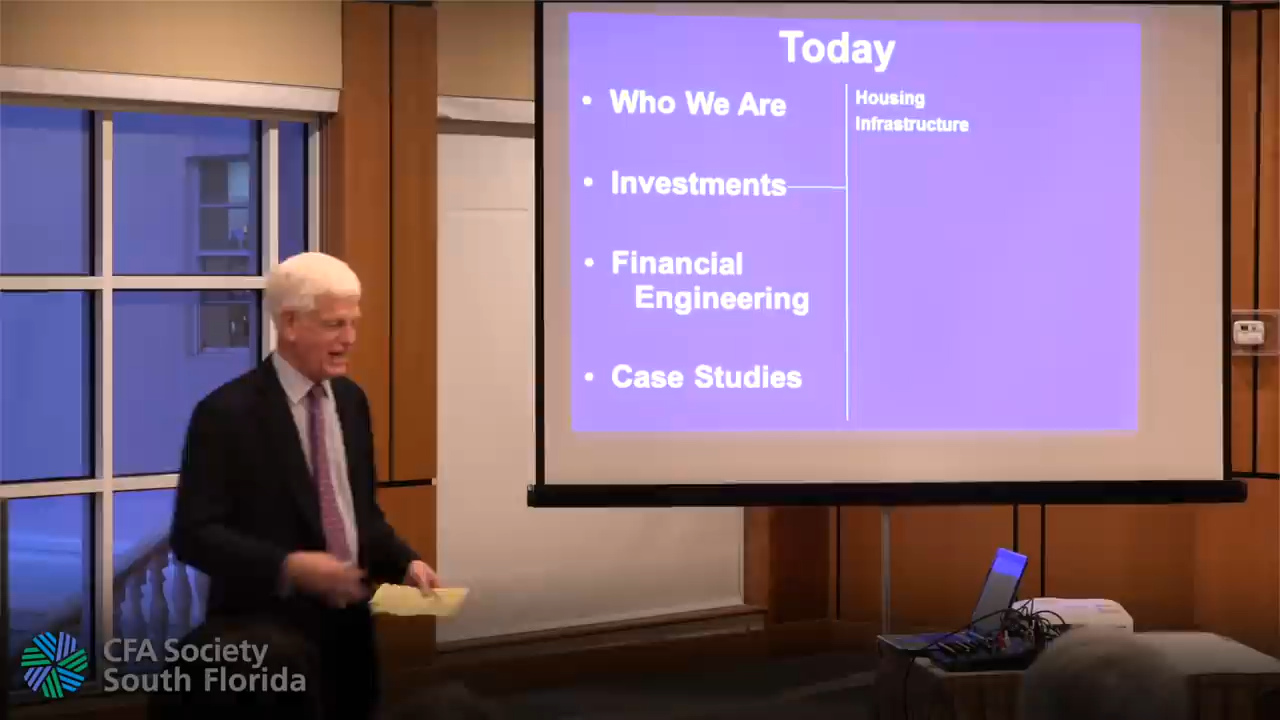 Today
• Who We Are
• Investments
• Financial
Engineering
• Case Studies
Housing
Infrastructure
CFA Society
South Florida